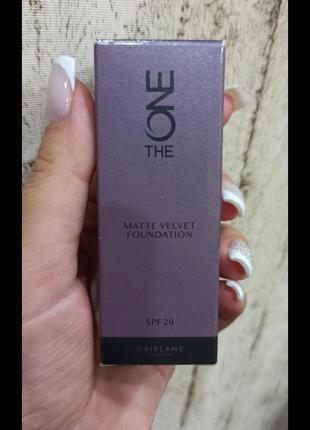 THE ONE
MATTE VELVET
FOUNDATION
SPF 20
ORIFLAME